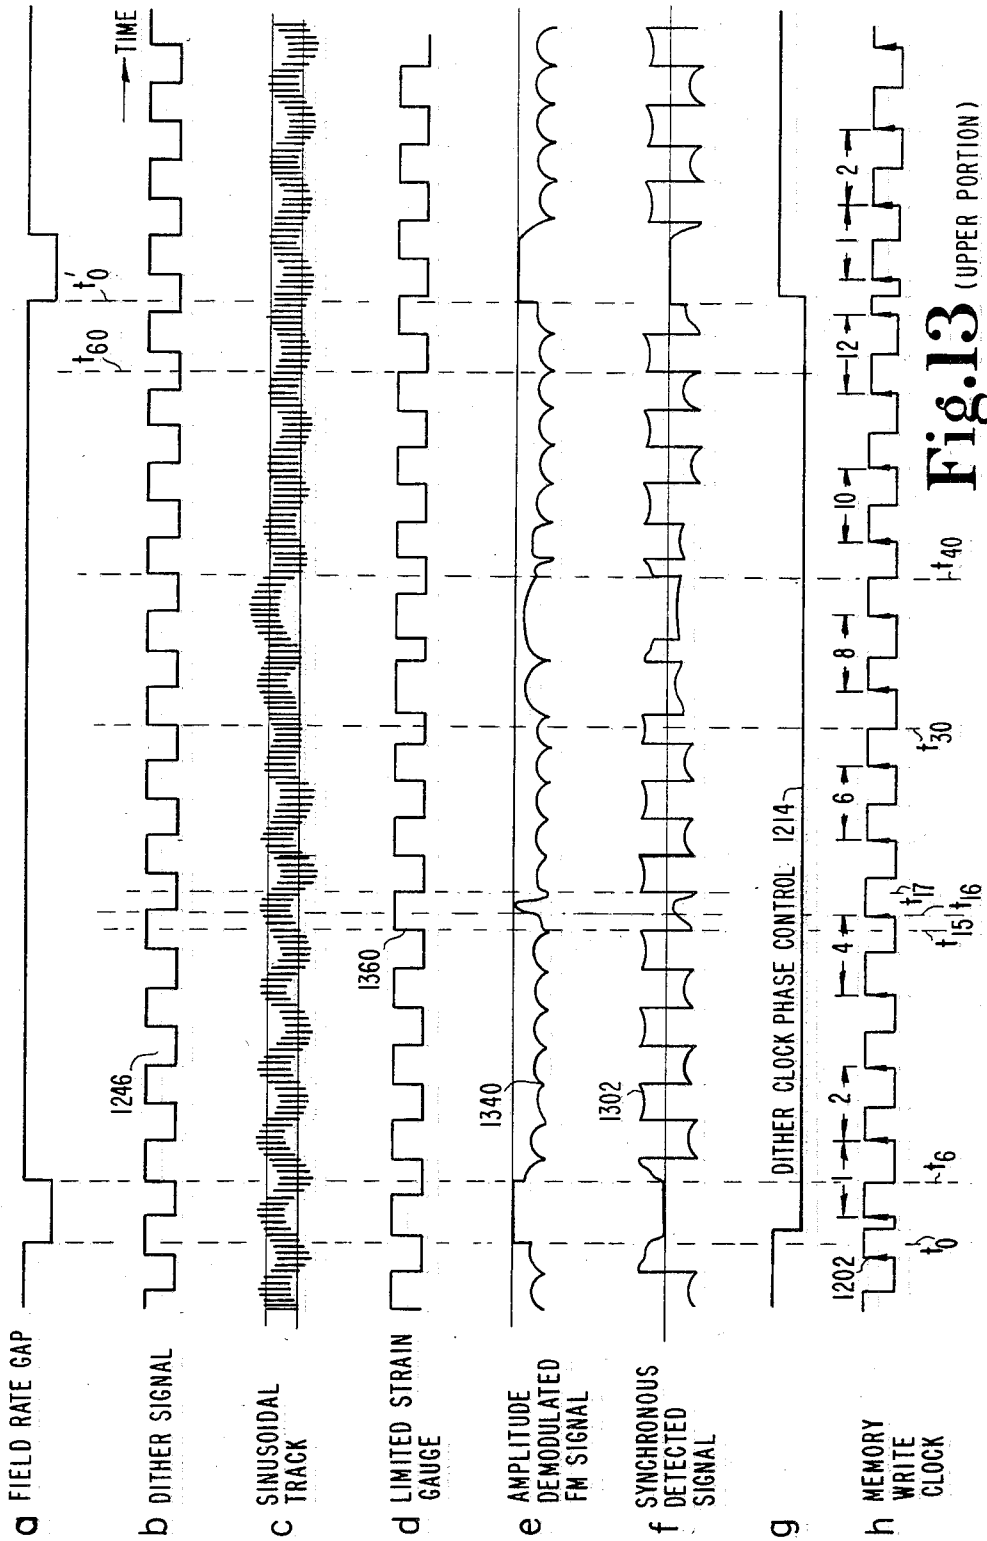 a FIELD RATE GAP
t60
t'0
TIME
b DITHER SIGNAL
1246
c SINUSOIDAL
TRACK
d LIMITED STRAIN
GAUGE
1360
e AMPLITUDE
DEMODULATED
FM SIGNAL
1340
f SYNCHRONOUS
DETECTED
SIGNAL
1302
g DITHER CLOCK PHASE CONTROL 1214
h MEMORY
WRITE
CLOCK
1 2 4 6 8 10 12 1 2
1202
t0
t6
t15
t16
t17
t30
t40
Fig.13 (UPPER PORTION)